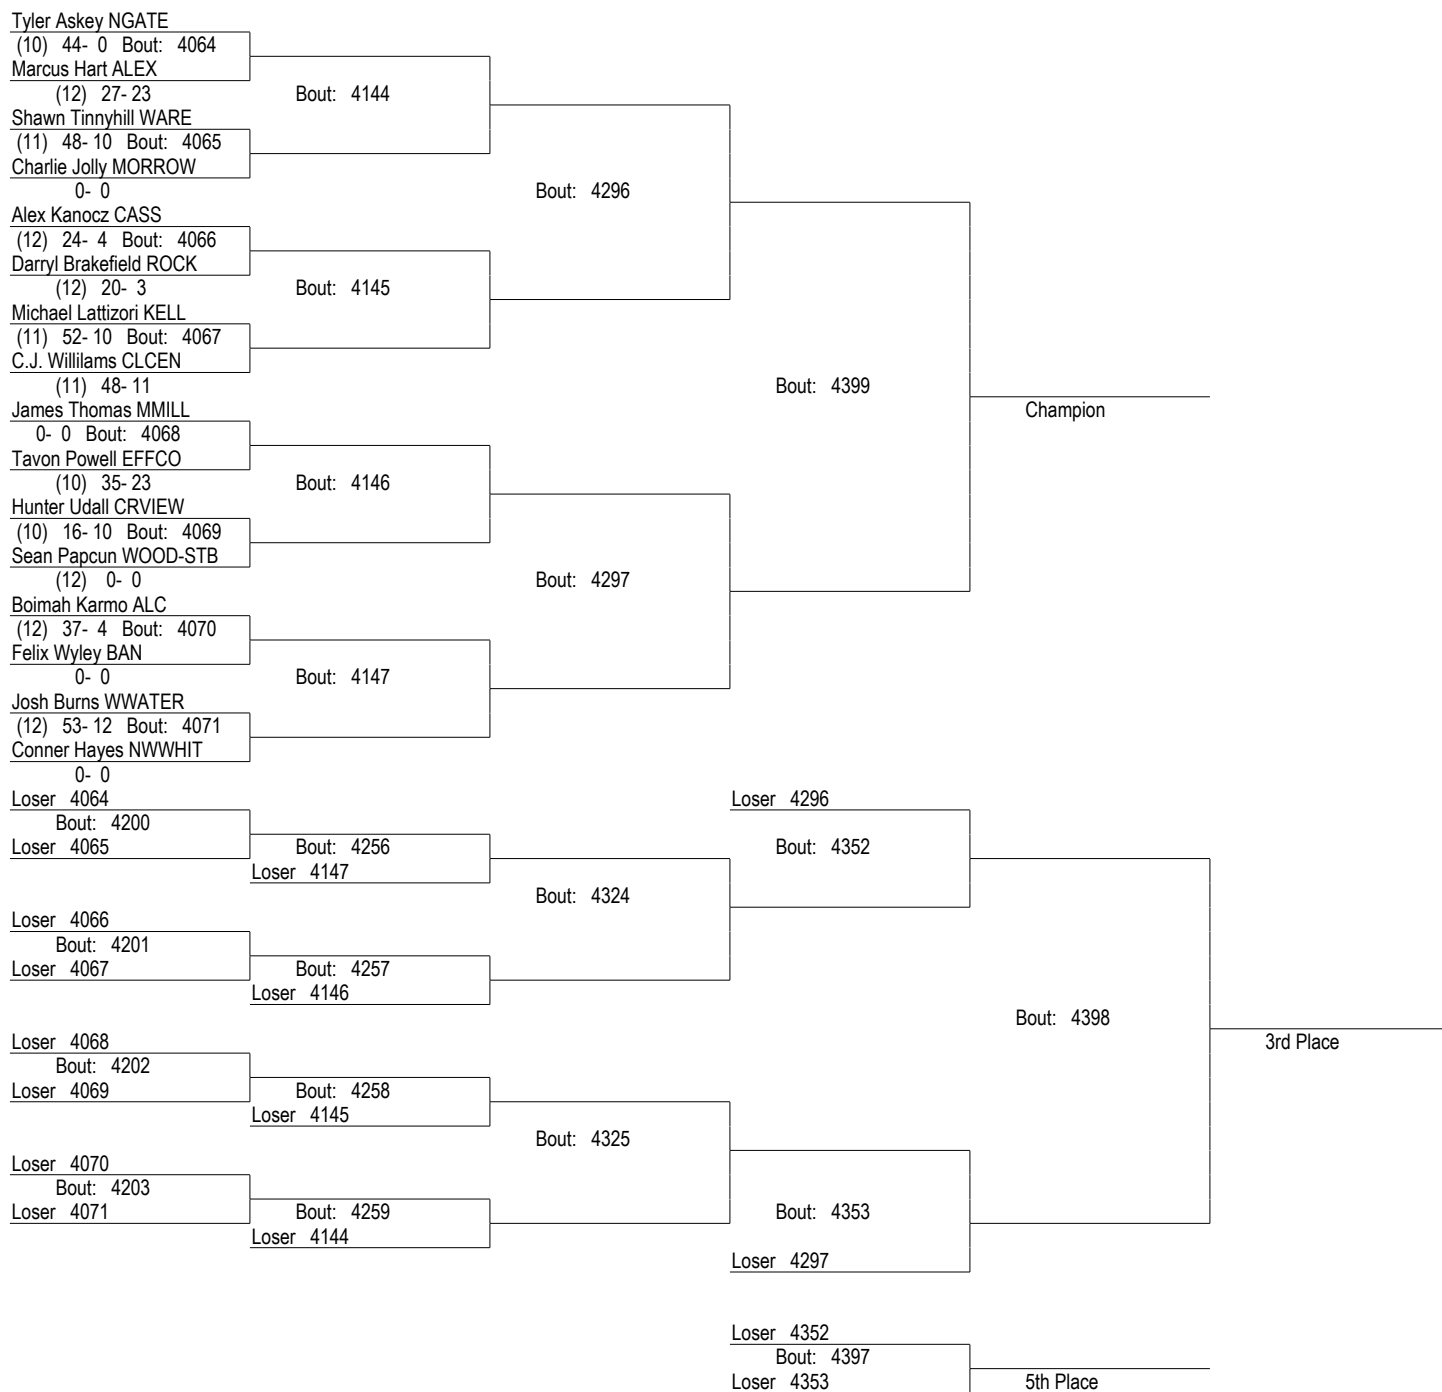 Tyler Askey NGATE
(10) 44- 0 Bout: 4064
Marcus Hart ALEX
(12) 27- 23 Bout: 4144
Shawn Tinnyhill WARE
(11) 48- 10 Bout: 4065
Charlie Jolly MORROW
0- 0 Bout: 4296
Alex Kanocz CASS
(12) 24- 4 Bout: 4066
Darryl Brakefield ROCK
(12) 20- 3 Bout: 4145
Michael Lattizori KELL
(11) 52- 10 Bout: 4067
C.J. Willilams CLCEN
(11) 48- 11 Bout: 4399
James Thomas MMILL Champion
0- 0 Bout: 4068
Tavon Powell EFFCO
(10) 35- 23 Bout: 4146
Hunter Udall CRVIEW
(10) 16- 10 Bout: 4069
Sean Papcun WOOD-STB
(12) 0- 0 Bout: 4297
Boimah Karmo ALC
(12) 37- 4 Bout: 4070
Felix Wyley BAN
0- 0 Bout: 4147
Josh Burns WWATER
(12) 53- 12 Bout: 4071
Conner Hayes NWWHIT
0- 0
Loser 4064 Loser 4296
Bout: 4200
Loser 4065 Bout: 4256 Bout: 4352
Loser 4147
Bout: 4324
Loser 4066
Bout: 4201
Loser 4067 Bout: 4257
Loser 4146
Bout: 4398
Loser 4068 3rd Place
Bout: 4202
Loser 4069 Bout: 4258
Loser 4145
Bout: 4325
Loser 4070
Bout: 4203
Loser 4071 Bout: 4259 Bout: 4353
Loser 4144
Loser 4297
Loser 4352
Bout: 4397
Loser 4353 5th Place